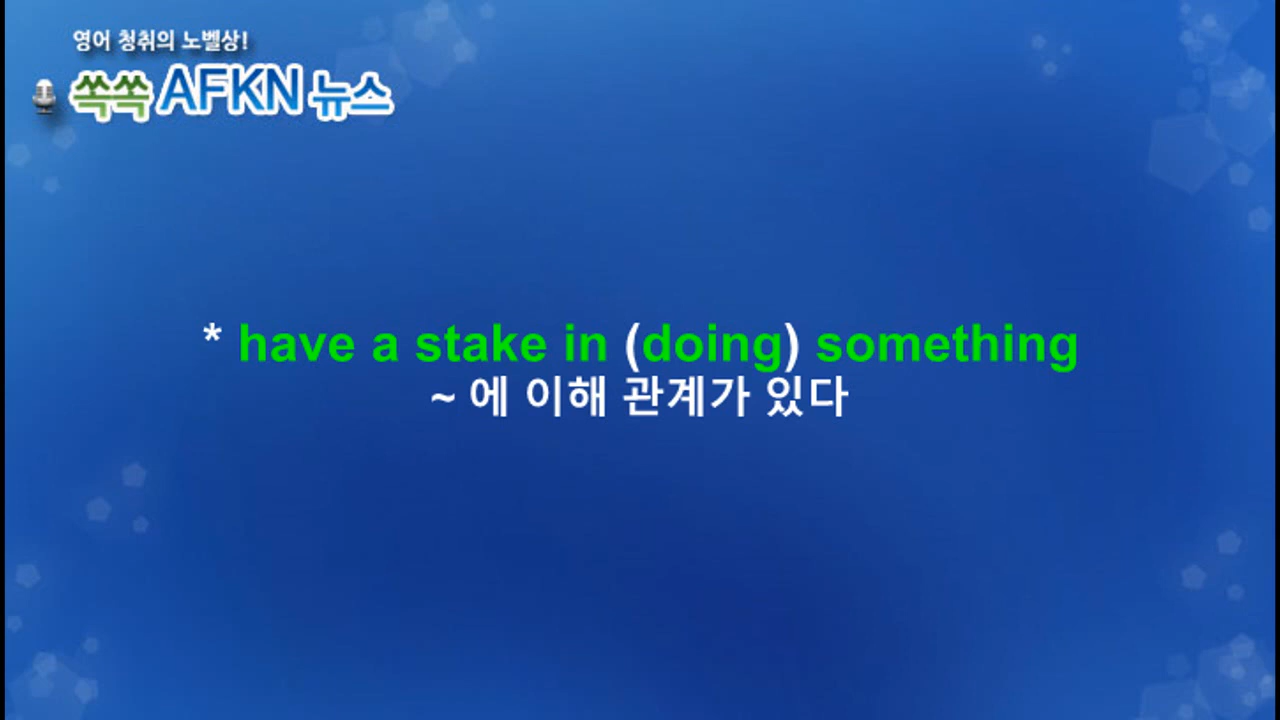 영어 청취의 노벨상!
쏙쏙 AFKN 뉴스
* have a stake in (doing) something
~ 에 이해 관계가 있다